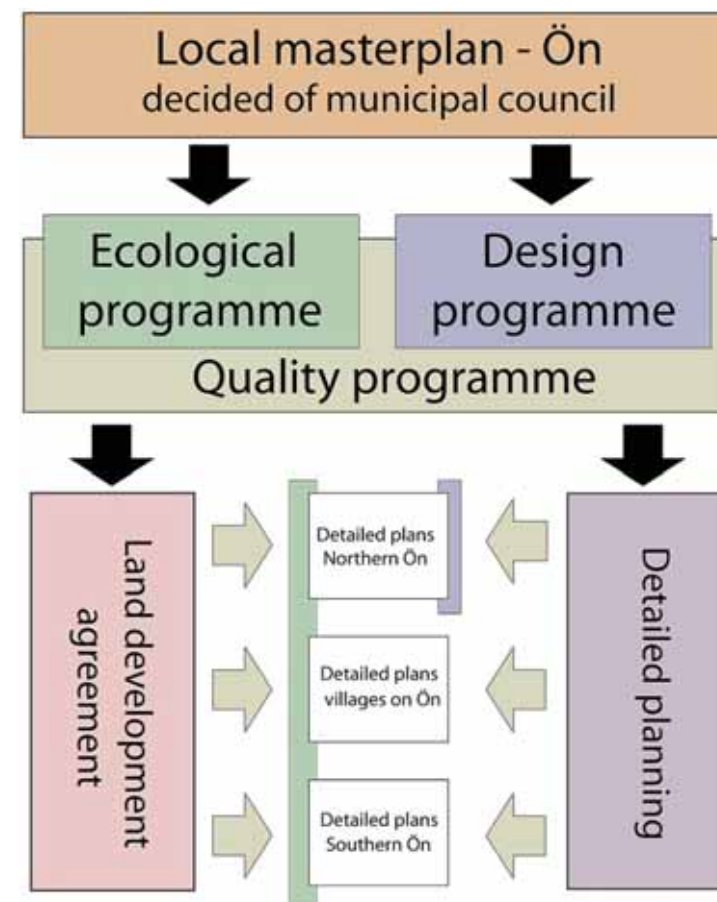 Local masterplan - Ön
decided of municipal council
Ecological
programme
Design
programme
Quality programme
Land development
agreement
Detailed plans
Northern Ön
Detailed plans
villages on Ön
Detailed plans
Southern Ön
Detailed planning